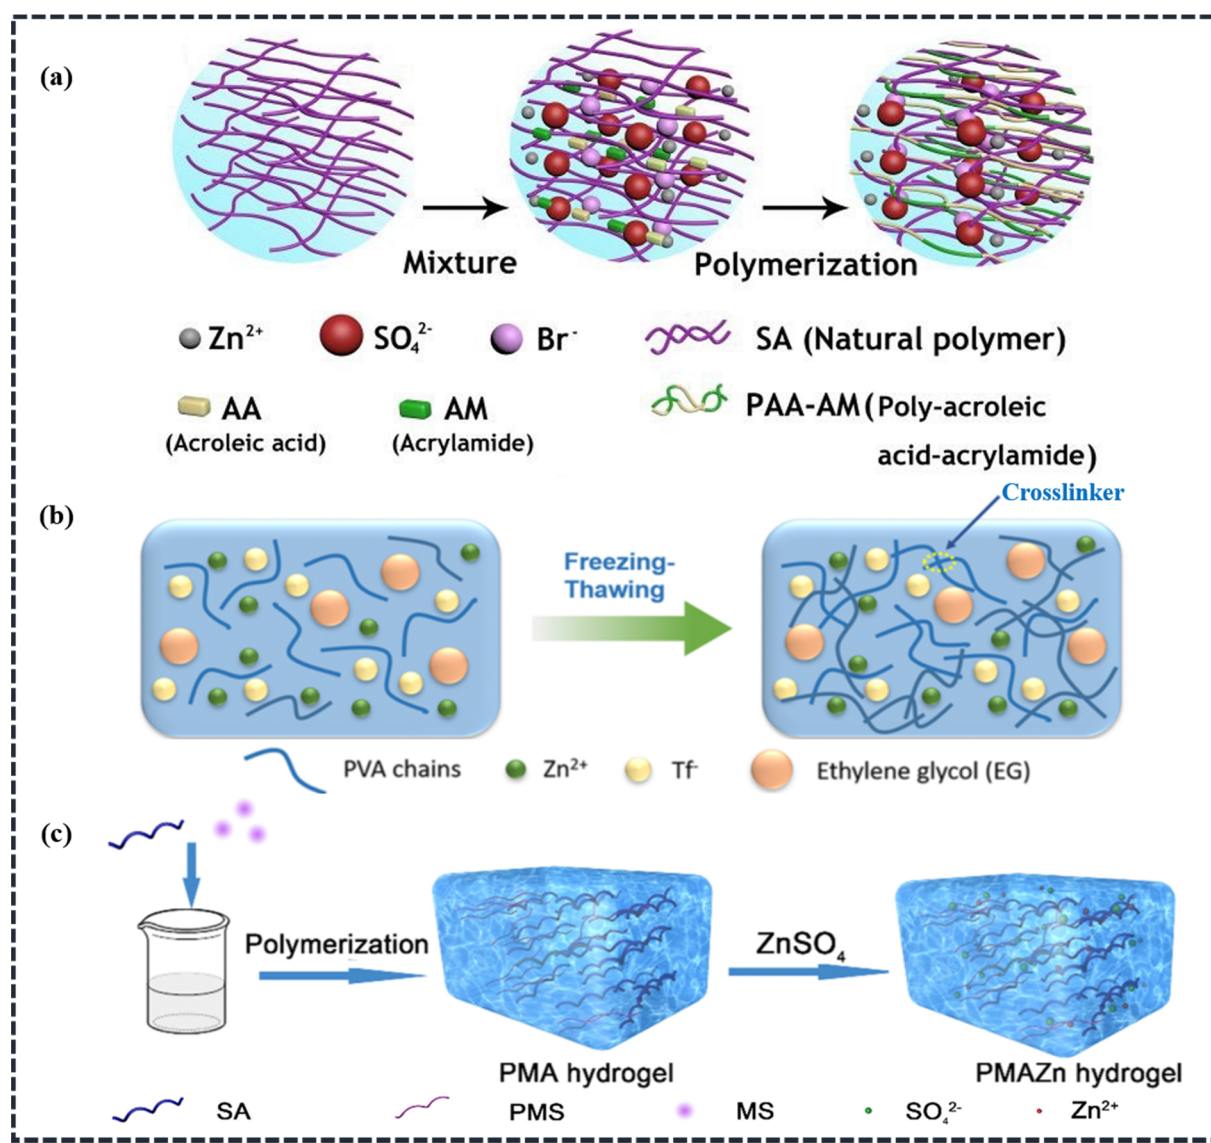 (a)
Mixture
Polymerization
Zn²⁺
SO₄²⁻
Br⁻
SA (Natural polymer)
AA
(Acroleic acid)
AM
(Acrylamide)
PAA-AM (Poly-acroleic
acid-acrylamide)
(b)
Crosslinker
Freezing-
Thawing
PVA chains
Zn²⁺
Tf⁻
Ethylene glycol (EG)
(c)
Polymerization
ZnSO₄
PMA hydrogel
PMAZn hydrogel
SA
PMS
MS
SO₄²⁻
Zn²⁺